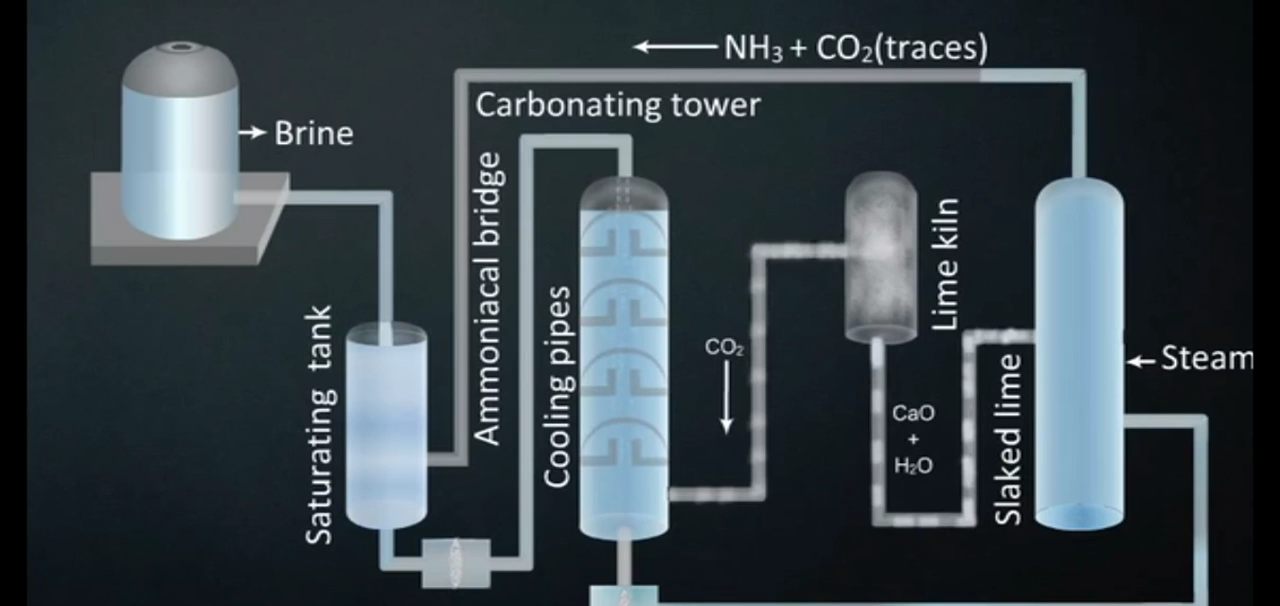 NH₃ + CO₂(traces)
Carbonating tower
Brine
Ammoniacal bridge
Saturating tank
Cooling pipes
CO₂
Lime kiln
CaO
+
H₂O
Slaked lime
Steam